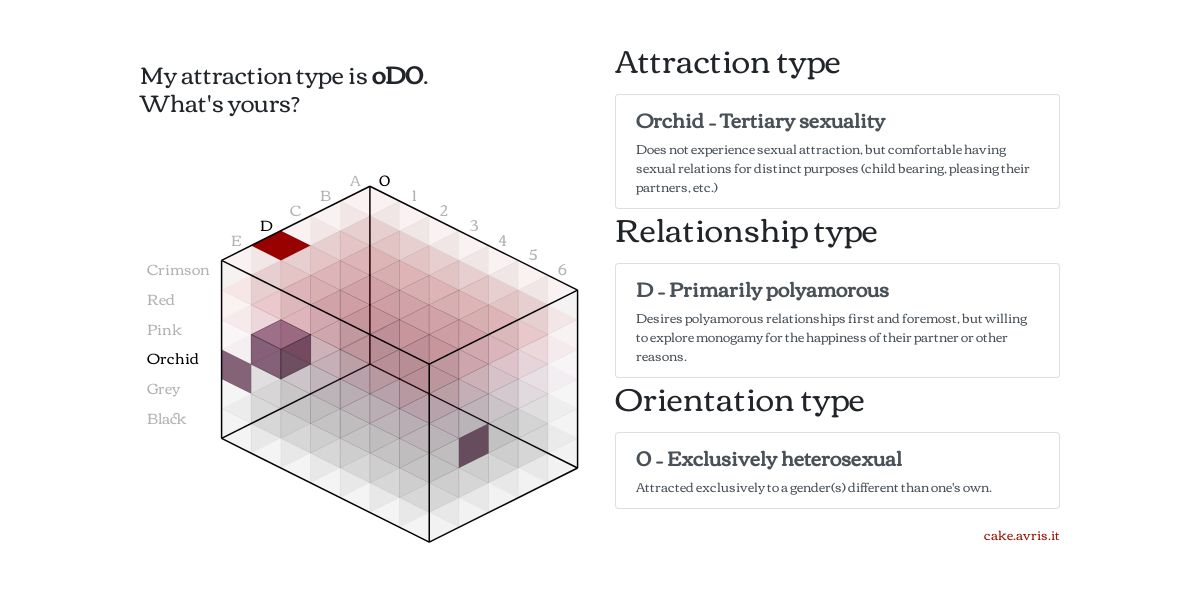 My attraction type is oDO.
What's yours?
A
O
B
1
C
2
D
3
E
4
5
6
Crimson
Red
Pink
Orchid
Grey
Black
Attraction type
Orchid - Tertiary sexuality
Does not experience sexual attraction, but comfortable having
sexual relations for distinct purposes (child bearing, pleasing their
partners, etc.)
Relationship type
D - Primarily polyamorous
Desires polyamorous relationships first and foremost, but willing
to explore monogamy for the happiness of their partner or other
reasons.
Orientation type
0 - Exclusively heterosexual
Attracted exclusively to a gender(s) different than one's own.
cake.avris.it